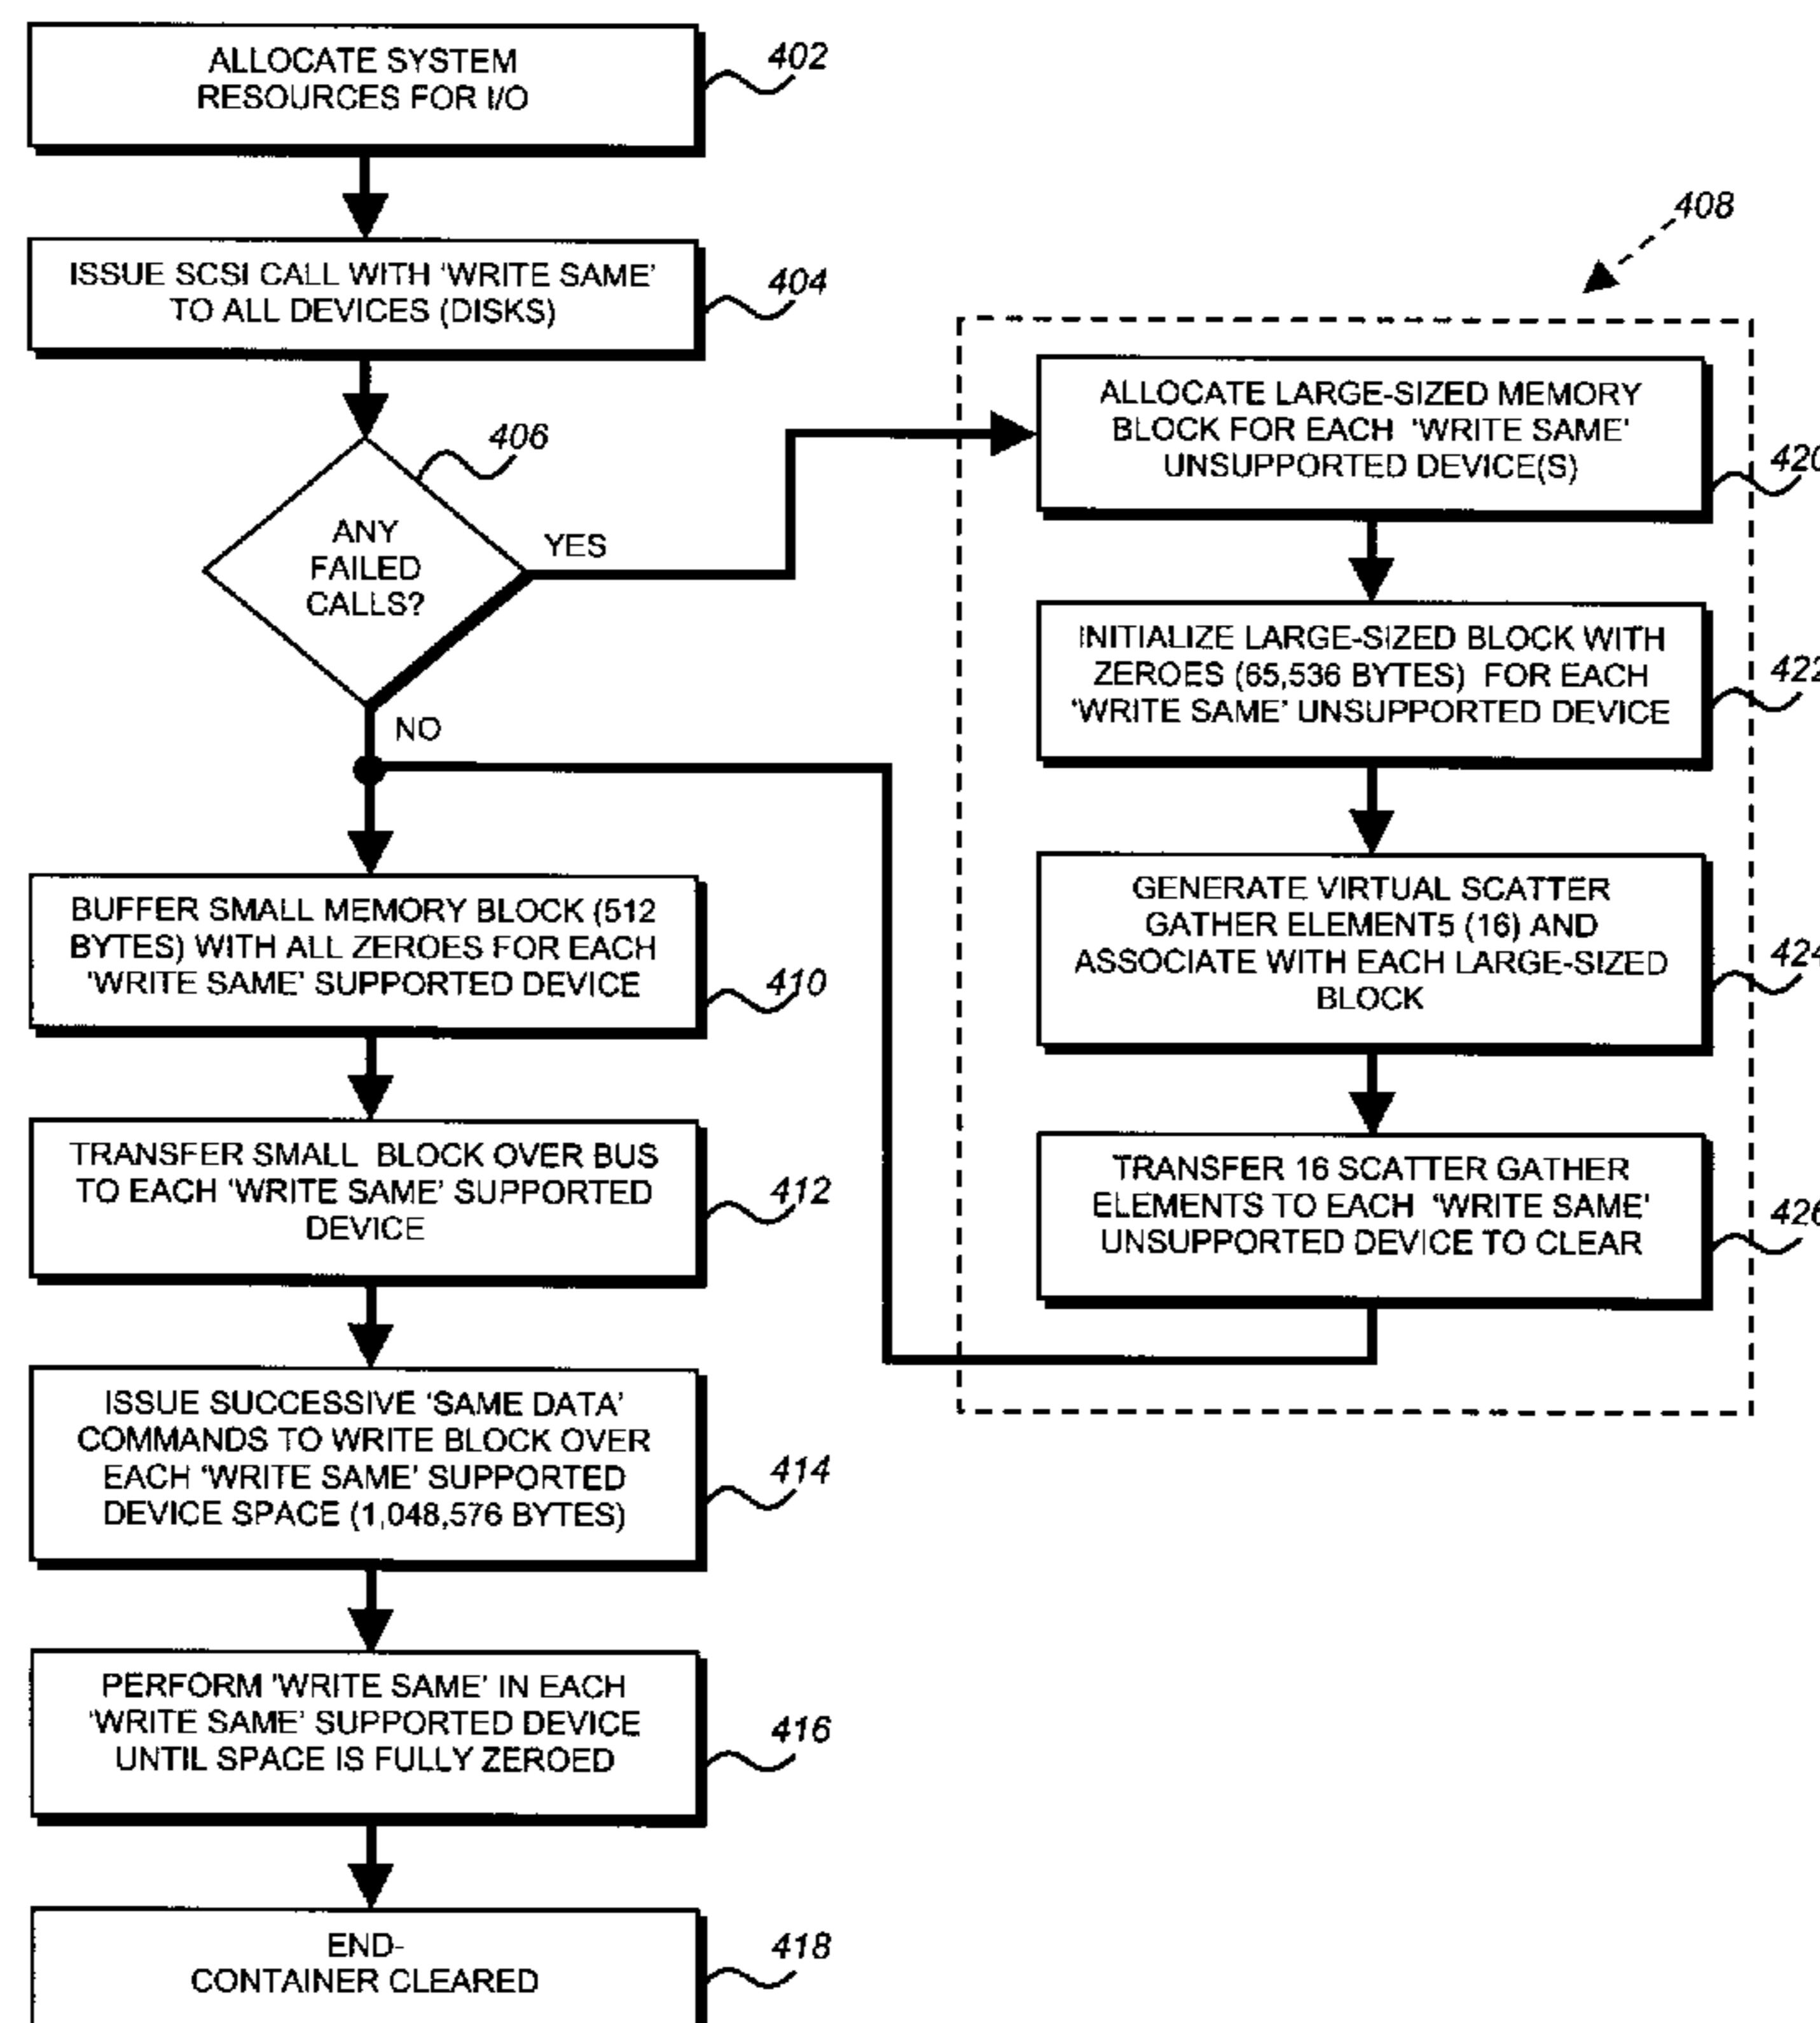 ALLOCATE SYSTEM
RESOURCES FOR I/O
402
ISSUE SCSI CALL WITH ‘WRITE SAME’
TO ALL DEVICES (DISKS)
404
ANY
FAILED
CALLS?
406
YES
NO
BUFFER SMALL MEMORY BLOCK (512
BYTES) WITH ALL ZEROES FOR EACH
‘WRITE SAME’ SUPPORTED DEVICE
410
TRANSFER SMALL BLOCK OVER BUS
TO EACH ‘WRITE SAME’ SUPPORTED
DEVICE
412
ISSUE SUCCESSIVE ‘SAME DATA’
COMMANDS TO WRITE BLOCK OVER
EACH ‘WRITE SAME’ SUPPORTED
DEVICE SPACE (1,048,576 BYTES)
414
PERFORM ‘WRITE SAME’ IN EACH
‘WRITE SAME’ SUPPORTED DEVICE
UNTIL SPACE IS FULLY ZEROED
416
END-
CONTAINER CLEARED
418
408
ALLOCATE LARGE-SIZED MEMORY
BLOCK FOR EACH ‘WRITE SAME’
UNSUPPORTED DEVICE(S)
420
INITIALIZE LARGE-SIZED BLOCK WITH
ZEROES (65,536 BYTES) FOR EACH
‘WRITE SAME’ UNSUPPORTED DEVICE
422
GENERATE VIRTUAL SCATTER
GATHER ELEMENT5 (16) AND
ASSOCIATE WITH EACH LARGE-SIZED
BLOCK
424
TRANSFER 16 SCATTER GATHER
ELEMENTS TO EACH ‘WRITE SAME’
UNSUPPORTED DEVICE TO CLEAR
426